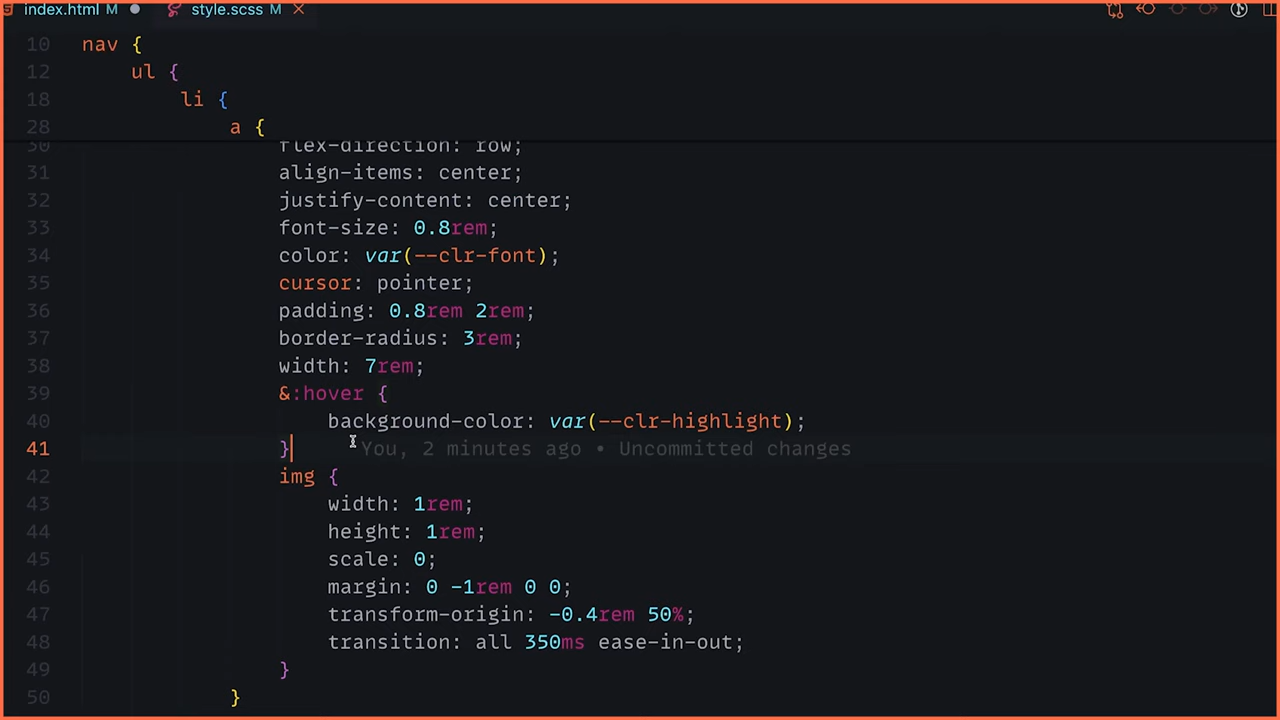 index.html M
style.scss M
10 nav {
12 ul {
18 li {
28 a {
30 flex-direction: row;
31 align-items: center;
32 justify-content: center;
33 font-size: 0.8rem;
34 color: var(--clr-font);
35 cursor: pointer;
36 padding: 0.8rem 2rem;
37 border-radius: 3rem;
38 width: 7rem;
39 &:hover {
40 background-color: var(--clr-highlight);
41 } You, 2 minutes ago • Uncommitted changes
42 img {
43 width: 1rem;
44 height: 1rem;
45 scale: 0;
46 margin: 0 -1rem 0 0;
47 transform-origin: -0.4rem 50%;
48 transition: all 350ms ease-in-out;
49 }
50 }